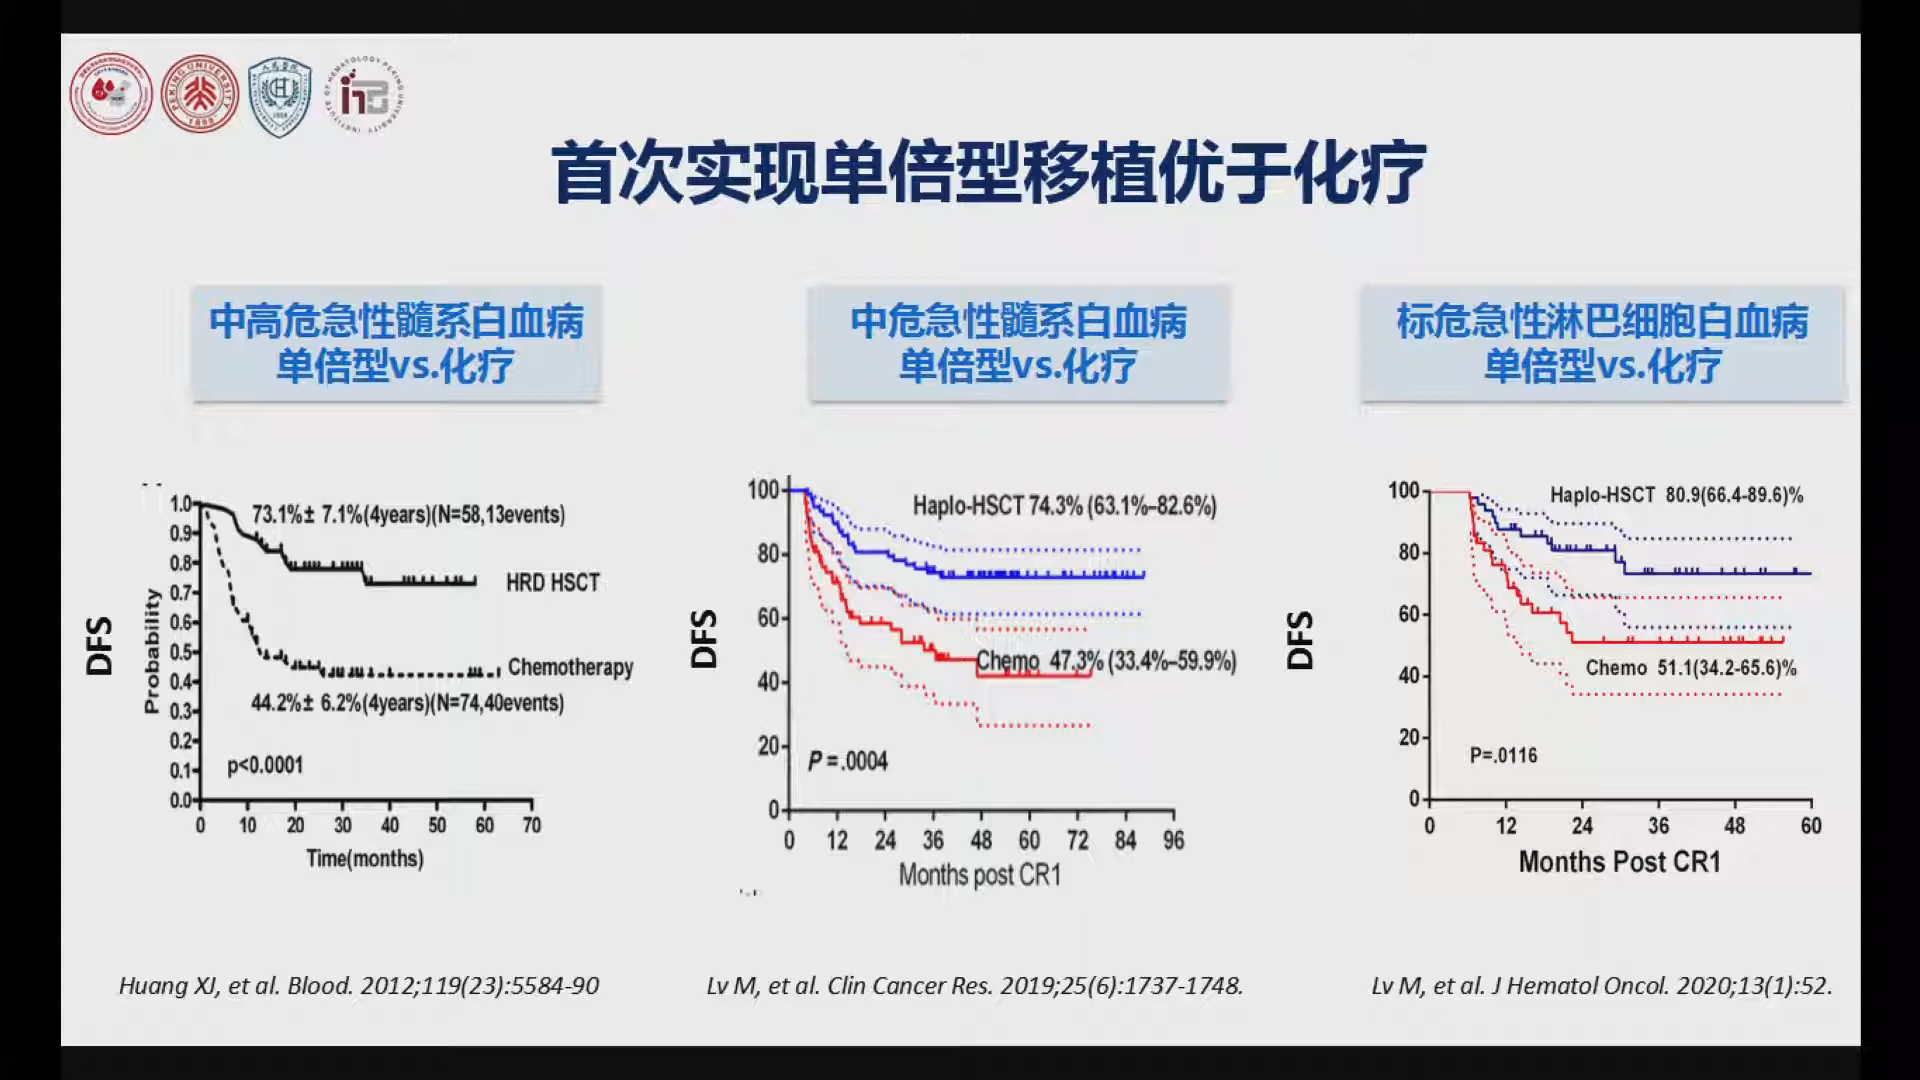 PEKING UNIVERSITY
1898
INSTITUTE OF HEMATOLOGY PEKING UNIVERSITY
首次实现单倍型移植优于化疗
中高危急性髓系白血病
单倍型vs.化疗
中危急性髓系白血病
单倍型vs.化疗
标危急性淋巴细胞白血病
单倍型vs.化疗
DFS
Probability
1.0
0.9
0.8
0.7
0.6
0.5
0.4
0.3
0.2
0.1
0.0
73.1%± 7.1%(4years)(N=58,13events)
HRD HSCT
Chemotherapy
44.2%± 6.2%(4years)(N=74,40events)
p<0.0001
0 10 20 30 40 50 60 70
Time(months)
DFS
100
80
60
40
20
0
Haplo-HSCT 74.3% (63.1%–82.6%)
Chemo 47.3% (33.4%–59.9%)
P = .0004
0 12 24 36 48 60 72 84 96
Months post CR1
DFS
100
80
60
40
20
0
Haplo-HSCT 80.9(66.4-89.6)%
Chemo 51.1(34.2-65.6)%
P=.0116
0 12 24 36 48 60
Months Post CR1
Huang XJ, et al. Blood. 2012;119(23):5584-90
Lv M, et al. Clin Cancer Res. 2019;25(6):1737-1748.
Lv M, et al. J Hematol Oncol. 2020;13(1):52.